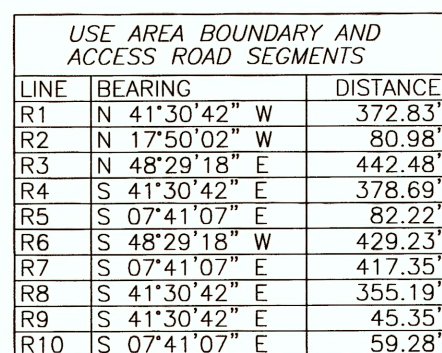 USE AREA BOUNDARY AND
ACCESS ROAD SEGMENTS
LINE BEARING DISTANCE
R1 N 41°30'42" W 372.83'
R2 N 17°50'02" W 80.98'
R3 N 48°29'18" E 442.48'
R4 S 41°30'42" E 378.69'
R5 S 07°41'07" E 82.22'
R6 S 48°29'18" W 429.23'
R7 S 07°41'07" E 417.35'
R8 S 41°30'42" E 355.19'
R9 S 41°30'42" E 45.35'
R10 S 07°41'07" E 59.28'